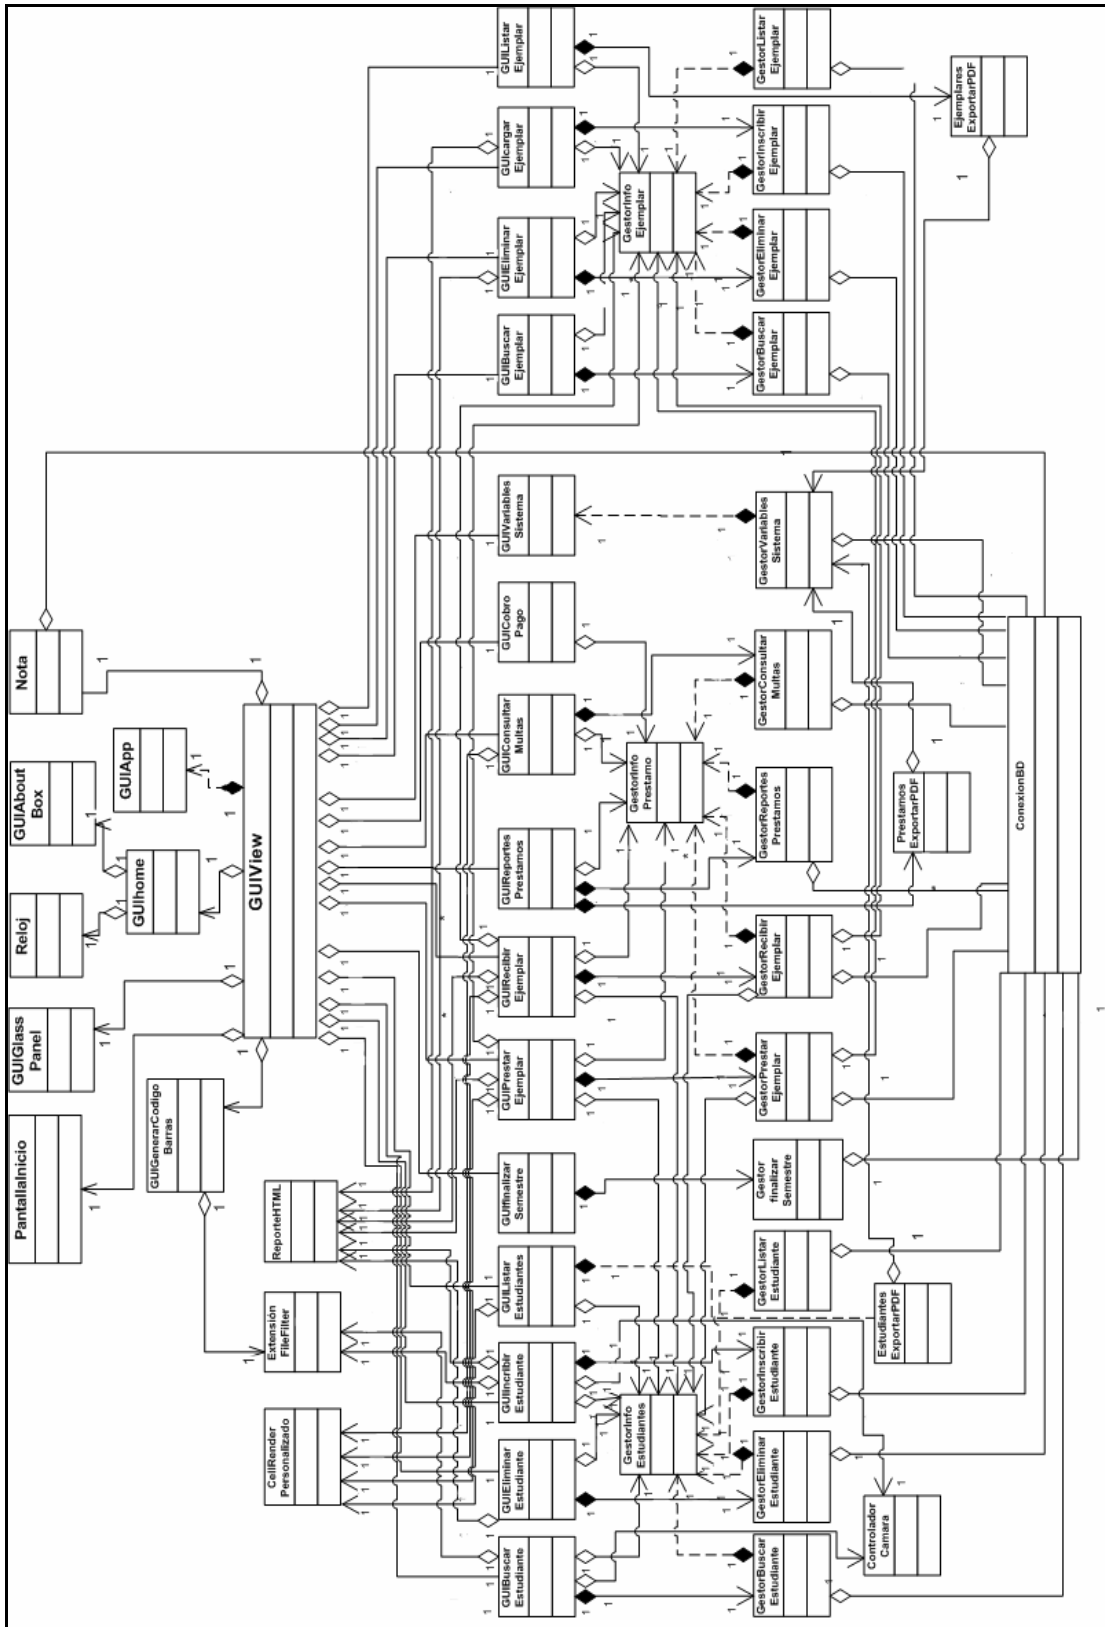 Nota
GUIAbout
Box
GUIApp
Reloj
GUIhome
GUIView
GUIGlass
Panel
PantallaInicio
GUIGenerarCodigo
Barras
ReporteHTML
Extensión
FileFilter
CellRender
Personalizado
GUIListar
Ejemplar
GUIcargar
Ejemplar
GUIEliminar
Ejemplar
GUIBuscar
Ejemplar
GUIVariables
Sistema
GUICobro
Pago
GUIConsultar
Multas
GUIReportes
Prestamos
GUIRecibir
Ejemplar
GUIPrestar
Ejemplar
GUIfinalizar
Semestre
GUIListar
Estudiantes
GUIIncribir
Estudiante
GUIEliminar
Estudiante
GUIBuscar
Estudiante
GestorInfo
Ejemplar
GestorInfo
Prestamo
GestorInfo
Estudiantes
GestorListar
Ejemplar
GestorInscribir
Ejemplar
GestorEliminar
Ejemplar
GestorBuscar
Ejemplar
GestorVariables
Sistema
GestorConsultar
Multas
GestorReportes
Prestamos
GestorRecibir
Ejemplar
GestorPrestar
Ejemplar
Gestor
finalizar
Semestre
GestorListar
Estudiante
GestorInscribir
Estudiante
GestorEliminar
Estudiante
GestorBuscar
Estudiante
Ejemplares
ExportarPDF
Prestamos
ExportarPDF
Estudiantes
ExportarPDF
Controlador
Camara
ConexionBD